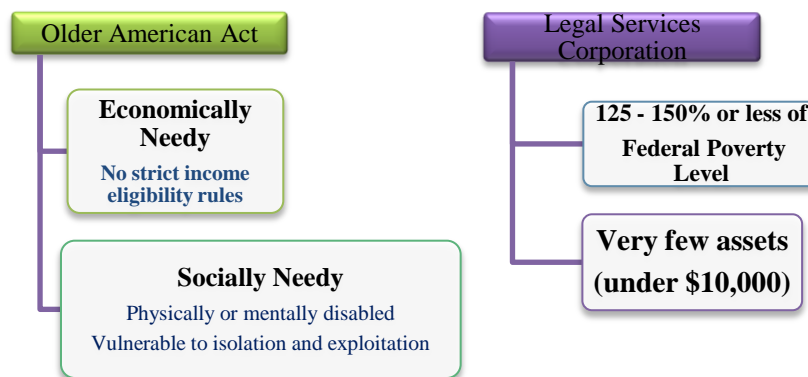 Older American Act
Economically
Needy
No strict income
eligibility rules
Socially Needy
Physically or mentally disabled
Vulnerable to isolation and exploitation
Legal Services
Corporation
125 - 150% or less of
Federal Poverty
Level
Very few assets
(under $10,000)